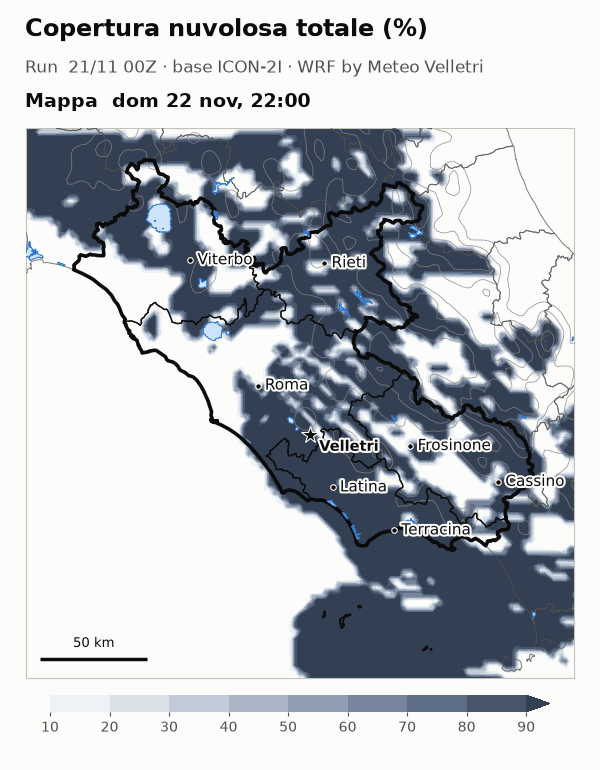 Copertura nuvolosa totale (%)
Run  21/11 00Z · base ICON-2I · WRF by Meteo Velletri
Mappa  dom 22 nov, 22:00
Viterbo
Rieti
Roma
Velletri
Frosinone
Latina
Cassino
Terracina
50 km
10 20 30 40 50 60 70 80 90